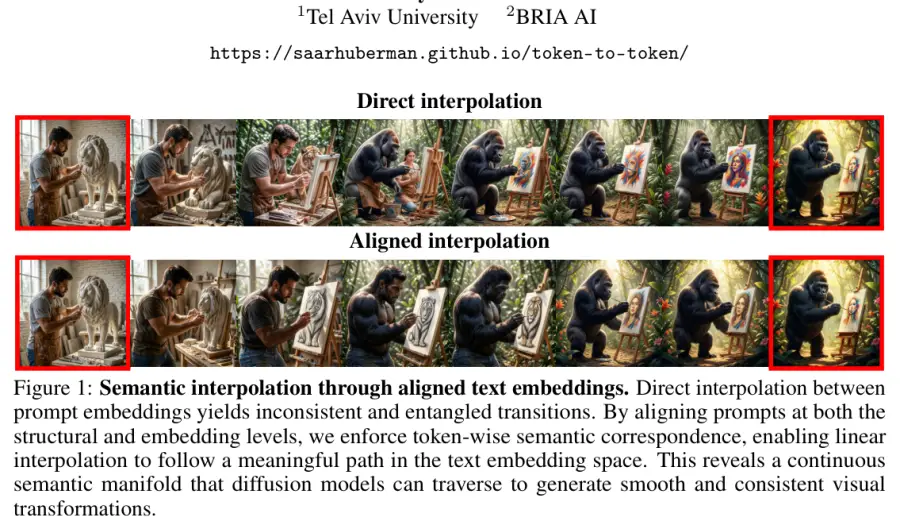 ¹Tel Aviv University ²BRIA AI
https://saarhuberman.github.io/token-to-token/
Direct interpolation
Aligned interpolation
Figure 1: Semantic interpolation through aligned text embeddings. Direct interpolation between
prompt embeddings yields inconsistent and entangled transitions. By aligning prompts at both the
structural and embedding levels, we enforce token-wise semantic correspondence, enabling linear
interpolation to follow a meaningful path in the text embedding space. This reveals a continuous
semantic manifold that diffusion models can traverse to generate smooth and consistent visual
transformations.